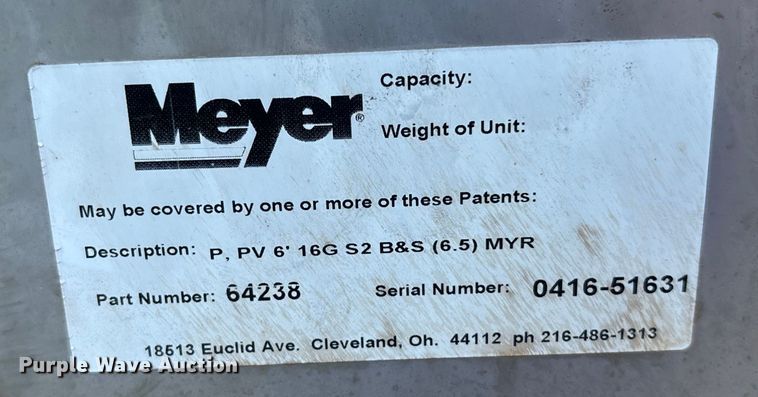 Meyer®
Capacity:
Weight of Unit:
May be covered by one or more of these Patents:
Description: P, PV 6' 16G S2 B&S (6.5) MYR
Part Number: 64238 Serial Number: 0416-51631
18513 Euclid Ave. Cleveland, Oh. 44112 ph 216-486-1313
Purple Wave Auction